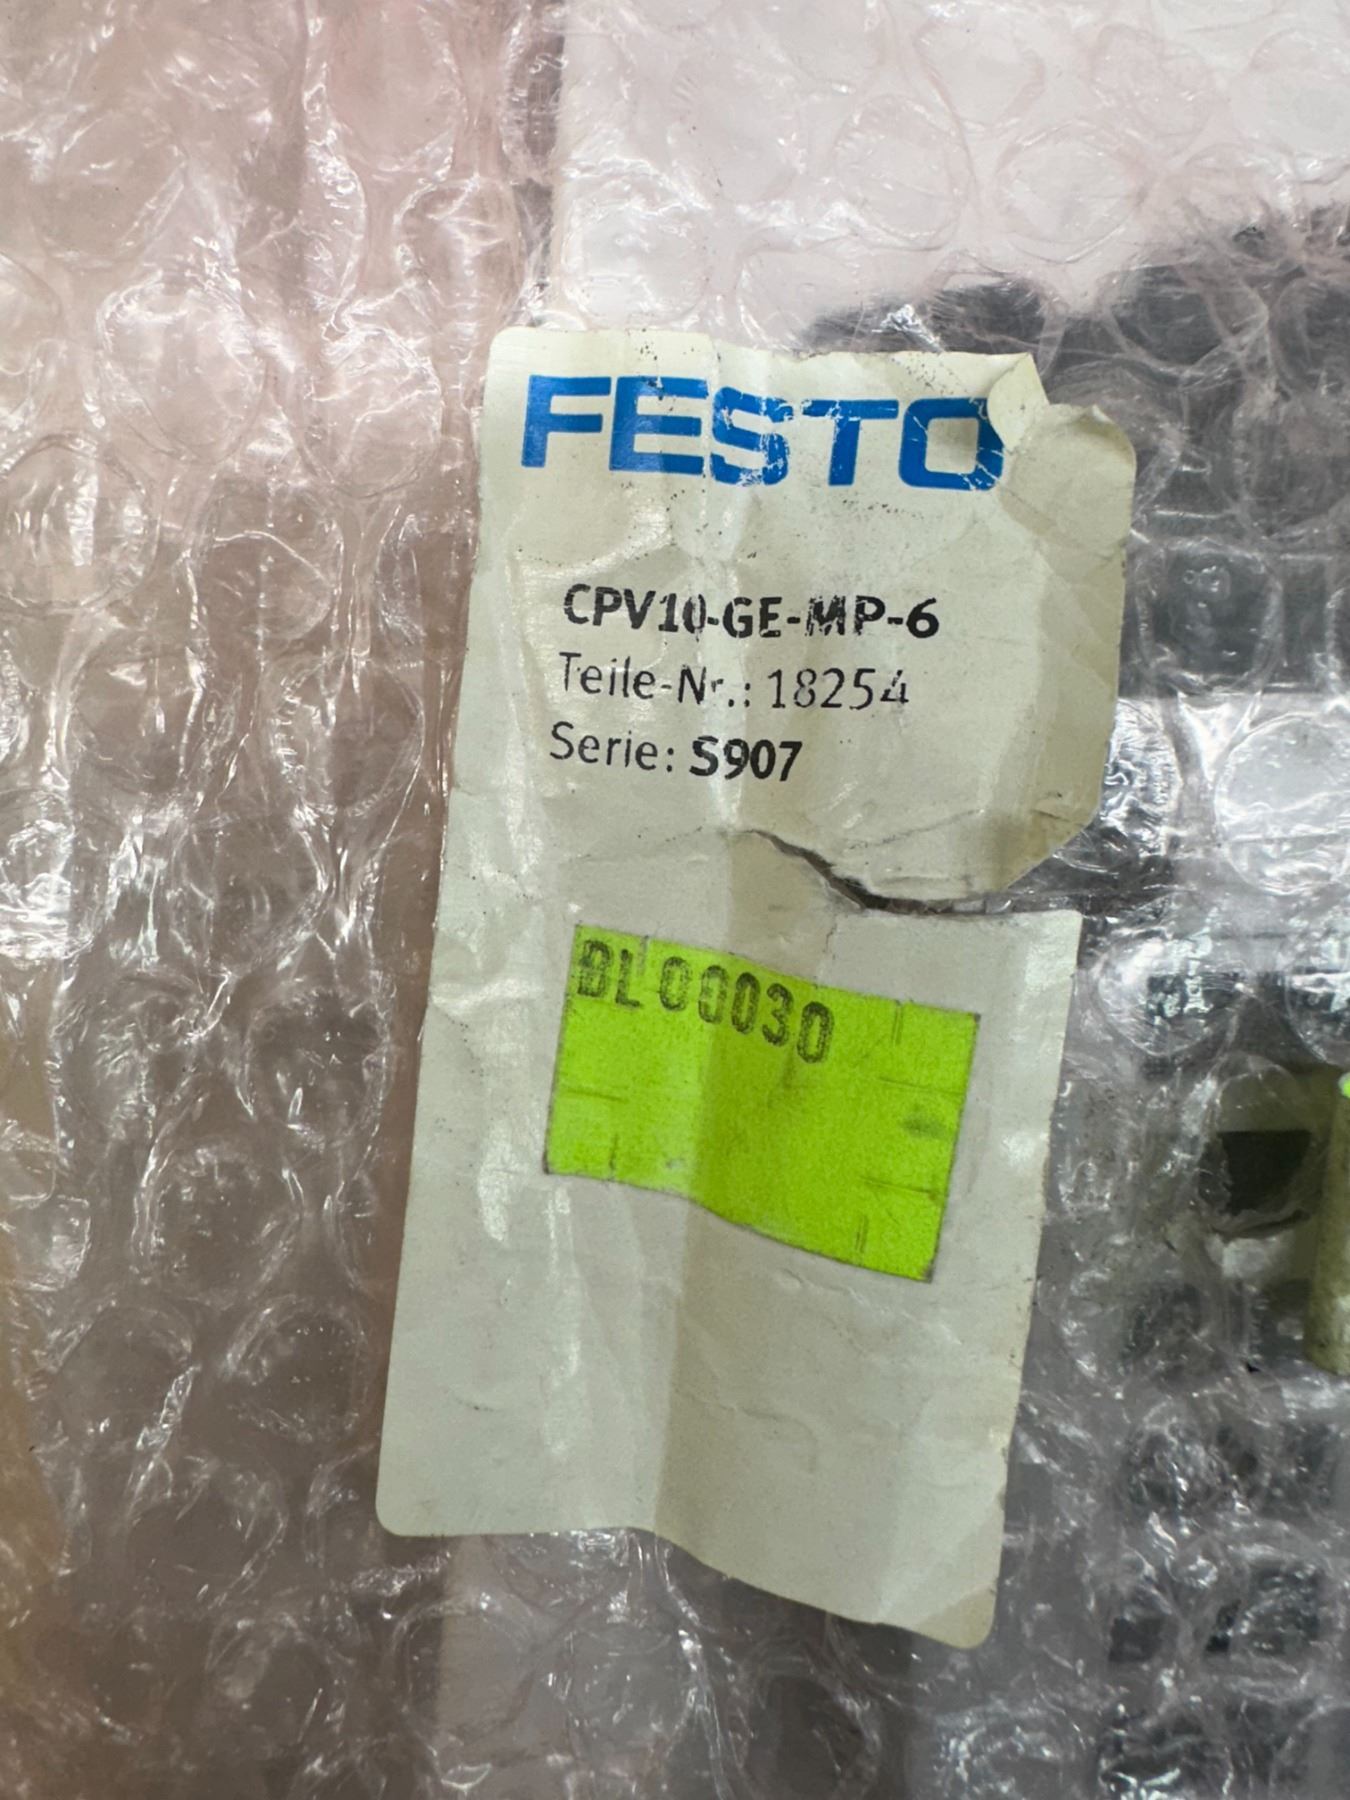 FESTO
CPV10-GE-MP-6
Teile-Nr.: 18254
Serie: S907
BL00030